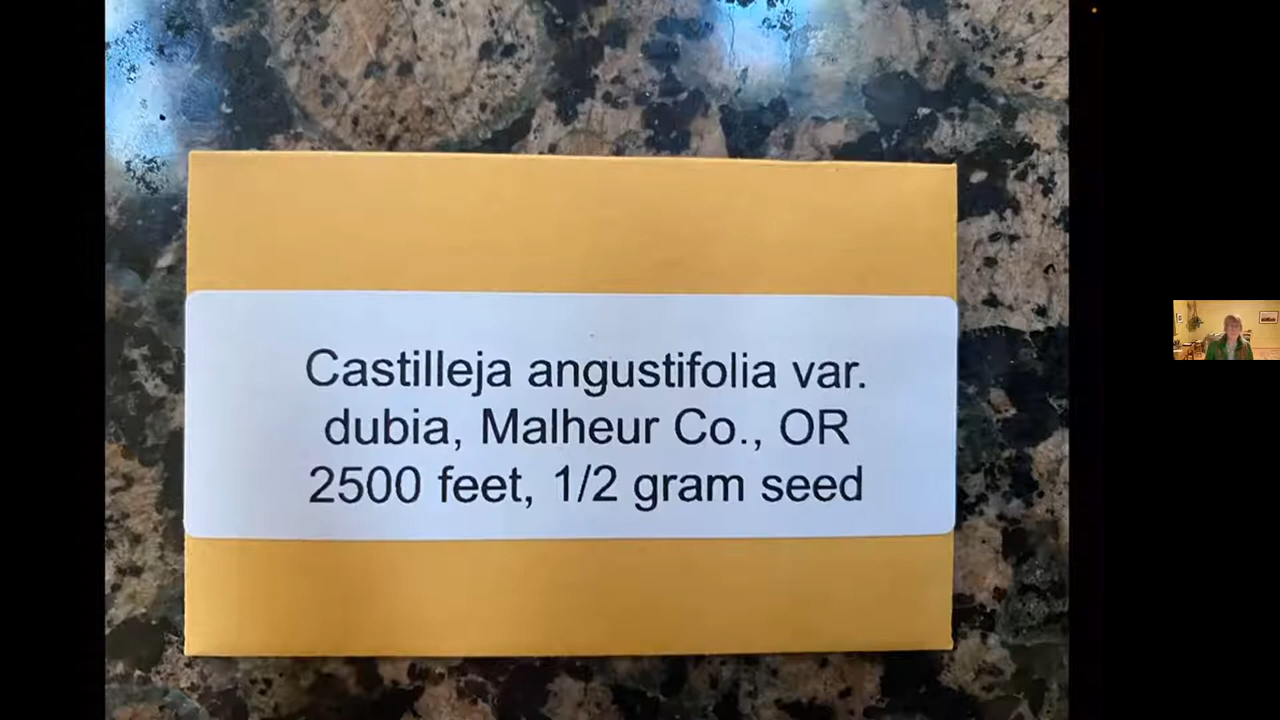 Castilleja angustifolia var.
dubia, Malheur Co., OR
2500 feet, 1/2 gram seed